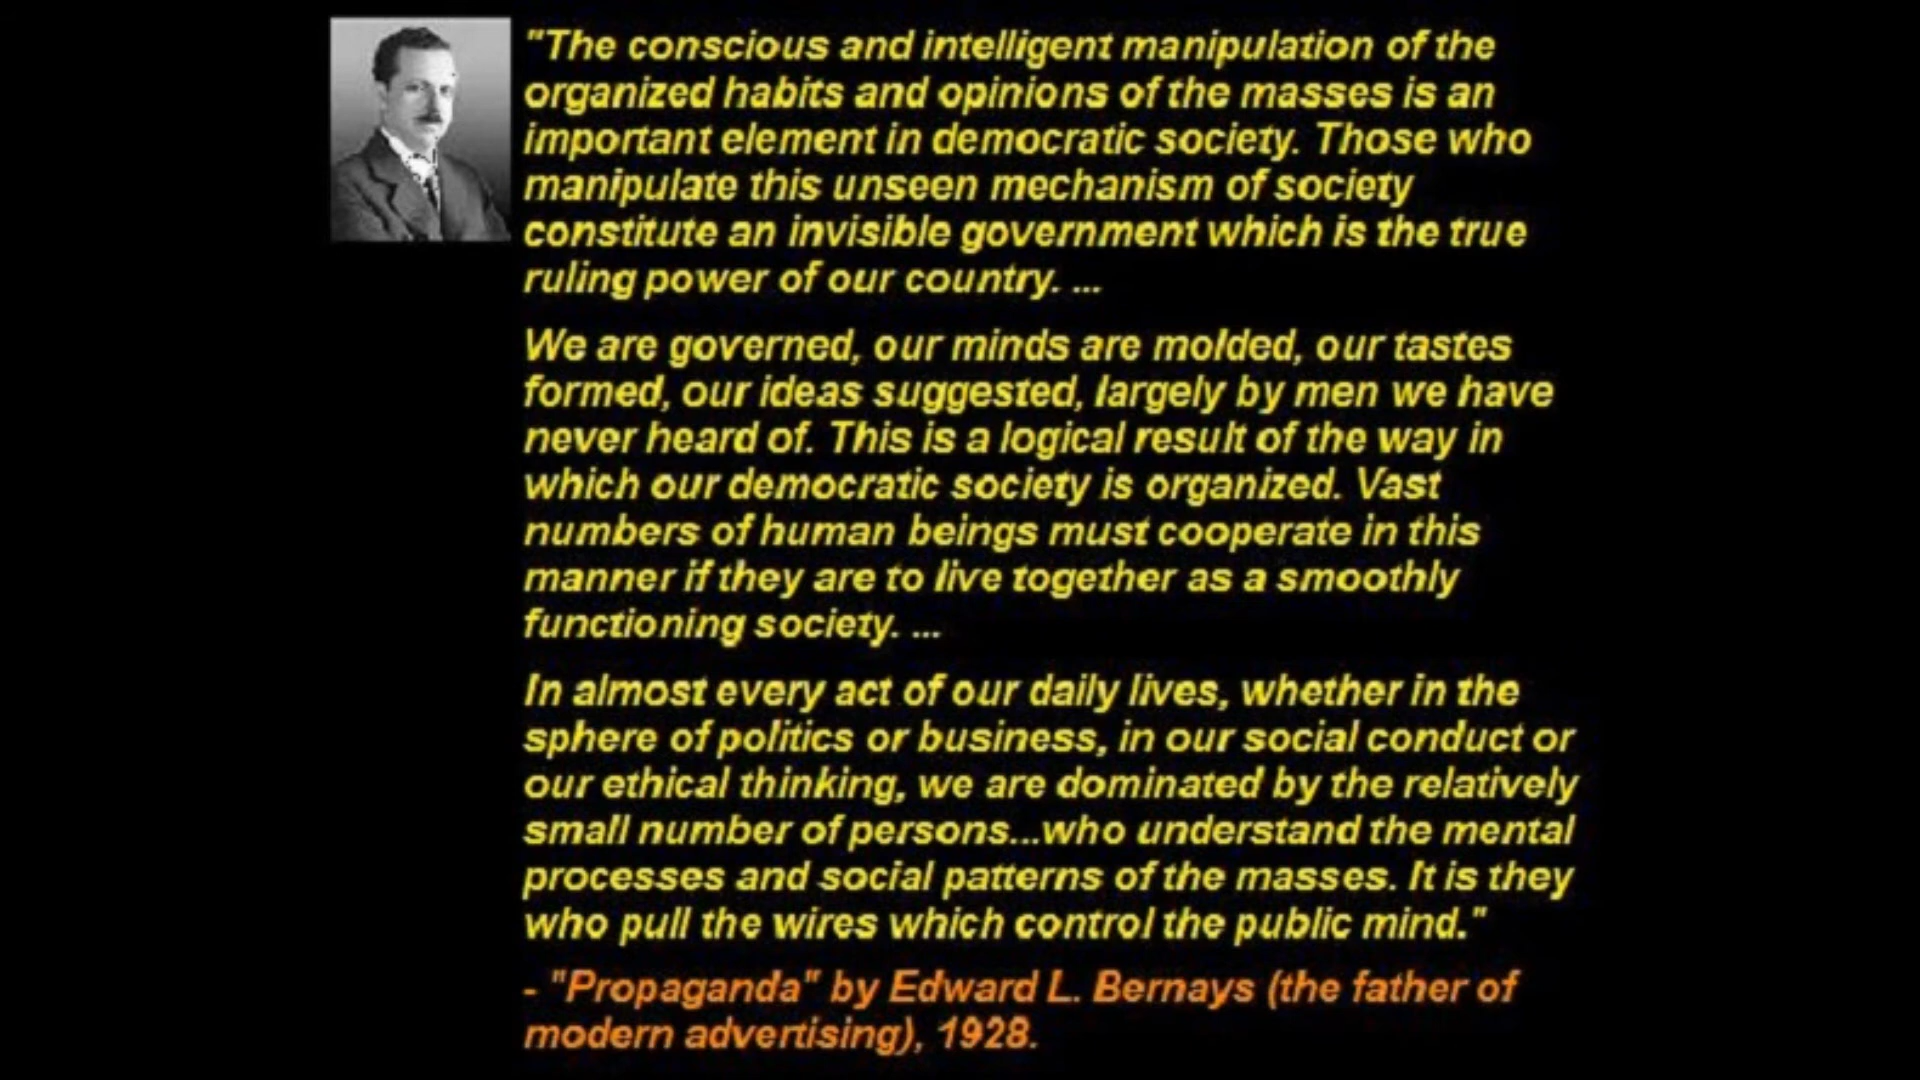 "The conscious and intelligent manipulation of the
organized habits and opinions of the masses is an
important element in democratic society. Those who
manipulate this unseen mechanism of society
constitute an invisible government which is the true
ruling power of our country. ...
We are governed, our minds are molded, our tastes
formed, our ideas suggested, largely by men we have
never heard of. This is a logical result of the way in
which our democratic society is organized. Vast
numbers of human beings must cooperate in this
manner if they are to live together as a smoothly
functioning society. ...
In almost every act of our daily lives, whether in the
sphere of politics or business, in our social conduct or
our ethical thinking, we are dominated by the relatively
small number of persons...who understand the mental
processes and social patterns of the masses. It is they
who pull the wires which control the public mind."
- "Propaganda" by Edward L. Bernays (the father of
modern advertising), 1928.